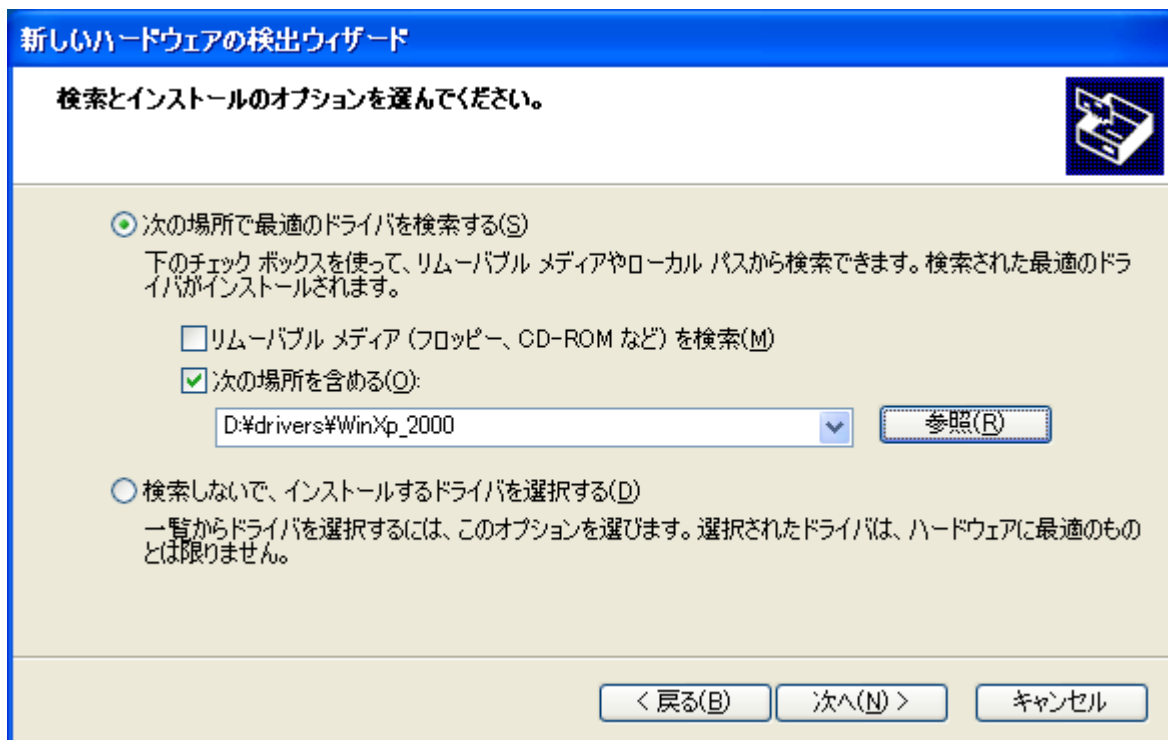 新しいハードウェアの検出ウィザード
検索とインストールのオプションを選んでください。
次の場所で最適のドライバを検索する(S)
下のチェック ボックスを使って、リムーバブル メディアやローカル パスから検索できます。検索された最適のドラ
イバがインストールされます。
リムーバブル メディア (フロッピー、CD-ROM など) を検索(M)
次の場所を含める(O):
D:¥drivers¥WinXp_2000
参照(R)
検索しないで、インストールするドライバを選択する(D)
一覧からドライバを選択するには、このオプションを選びます。選択されたドライバは、ハードウェアに最適のもの
とは限りません。
< 戻る(B) 次へ(N) > キャンセル